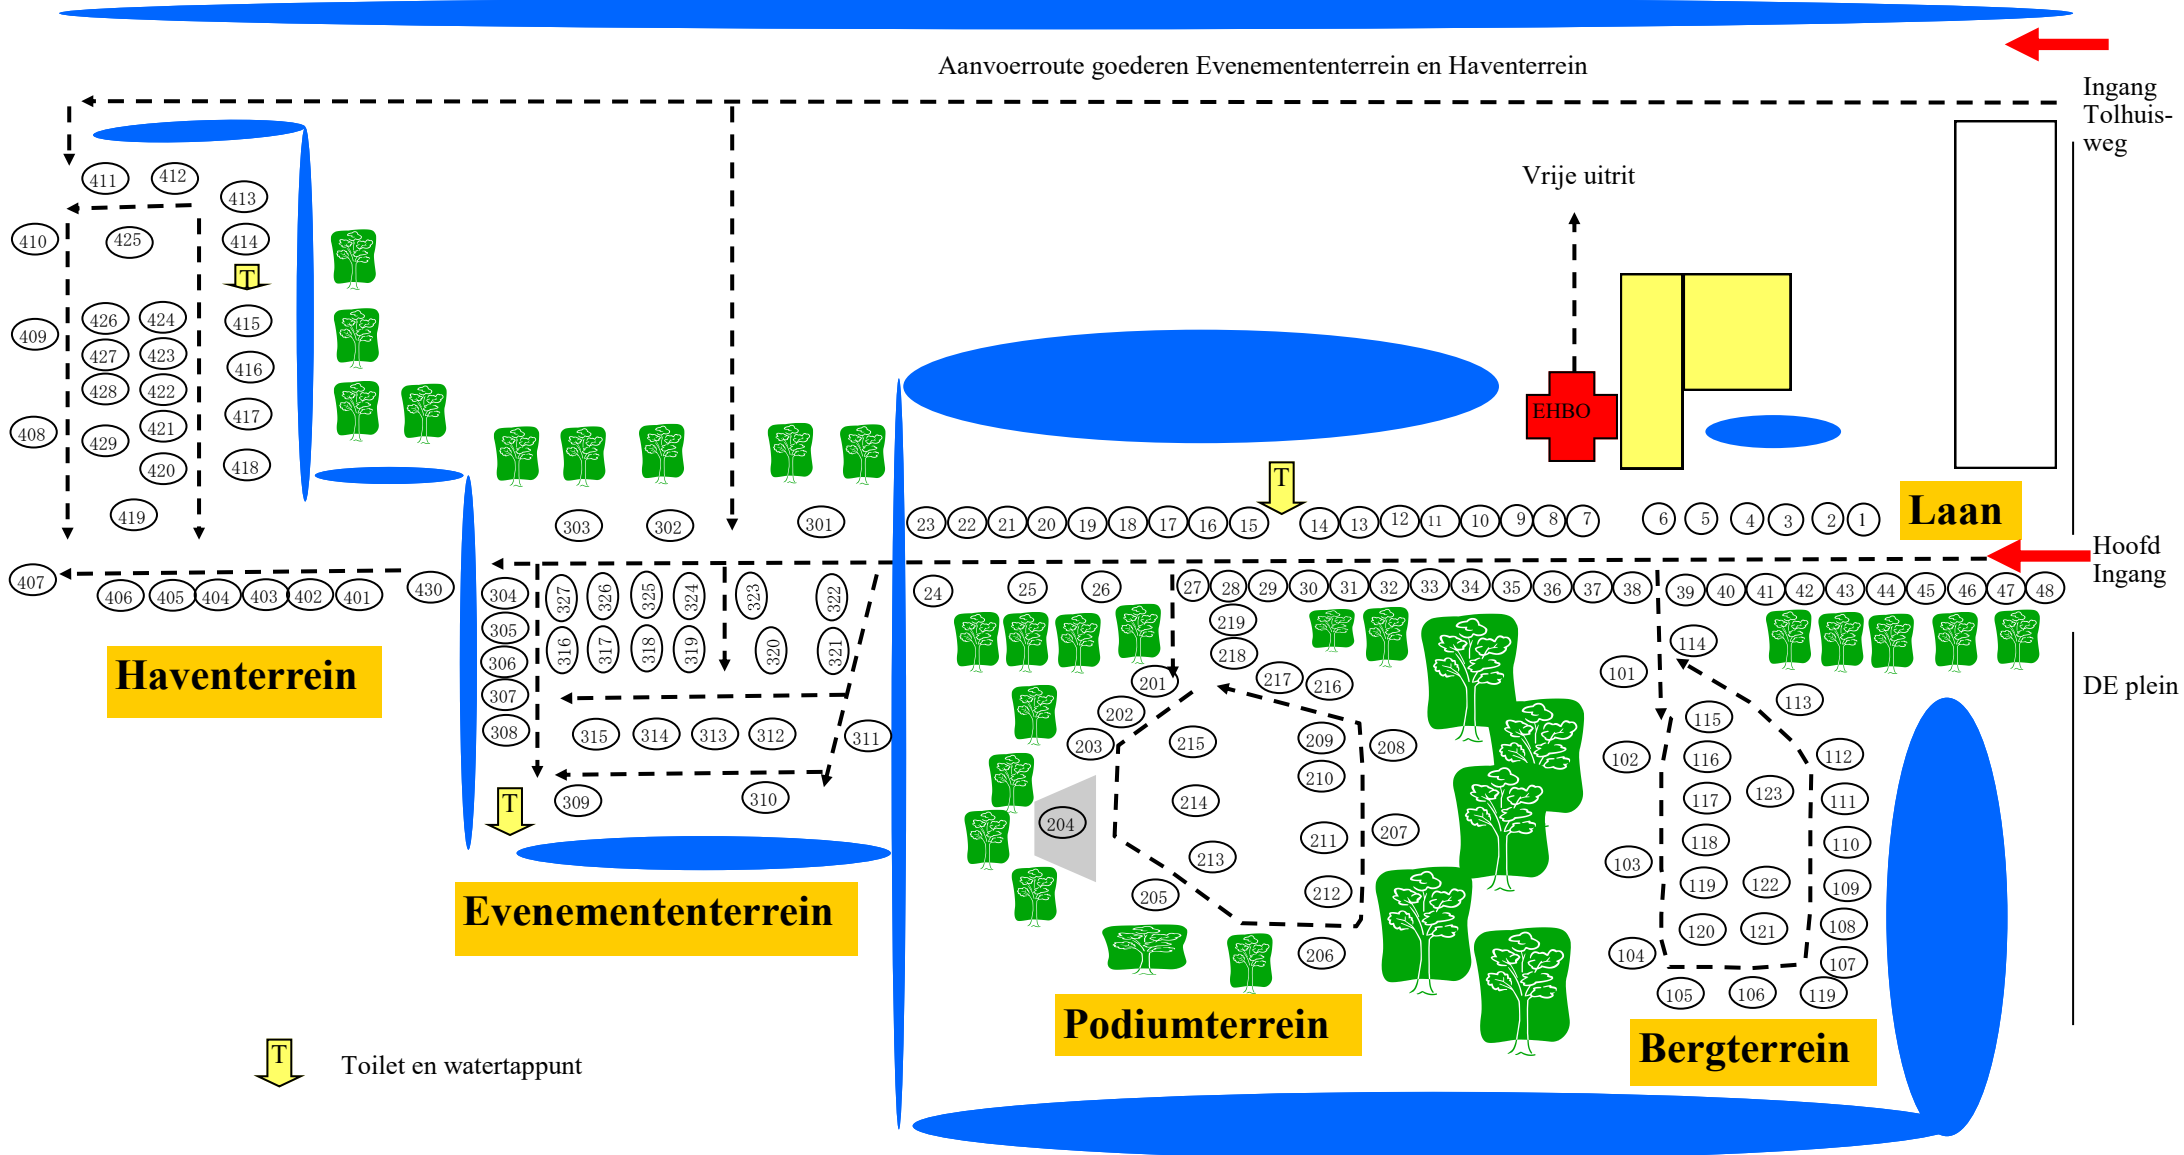 Aanvoerroute goederen Evenemententerrein en Haventerrein
Ingang
Tolhuis-
weg
Vrije uitrit
411 412 413
410 425 414
T
409 426 424 415
427 423 416
428 422 417
408 429 421 418
420
419
EHBO
T
Laan
303 302 301 23 22 21 20 19 18 17 16 15 14 13 12 11 10 9 8 7 6 5 4 3 2 1
Hoofd
Ingang
407 406 405 404 403 402 401 430
304 327 326 325 324 323 322 24 25 26 27 28 29 30 31 32 33 34 35 36 37 38 39 40 41 42 43 44 45 46 47 48
305 316 317 318 319 320 321
306
307
308
315 314 313 312 311
309 310
T
Haventerrein
Evenemententerrein
219
218
201 217 216
202
203 215 209 208
210
204 214 211 207
213
205 212
206
Podiumterrein
114
101 113
115
102 116 112
117 123 111
118 110
103 119 122 109
120 121 108
104 107
105 106 119
Bergterrein
DE plein
T
Toilet en watertappunt